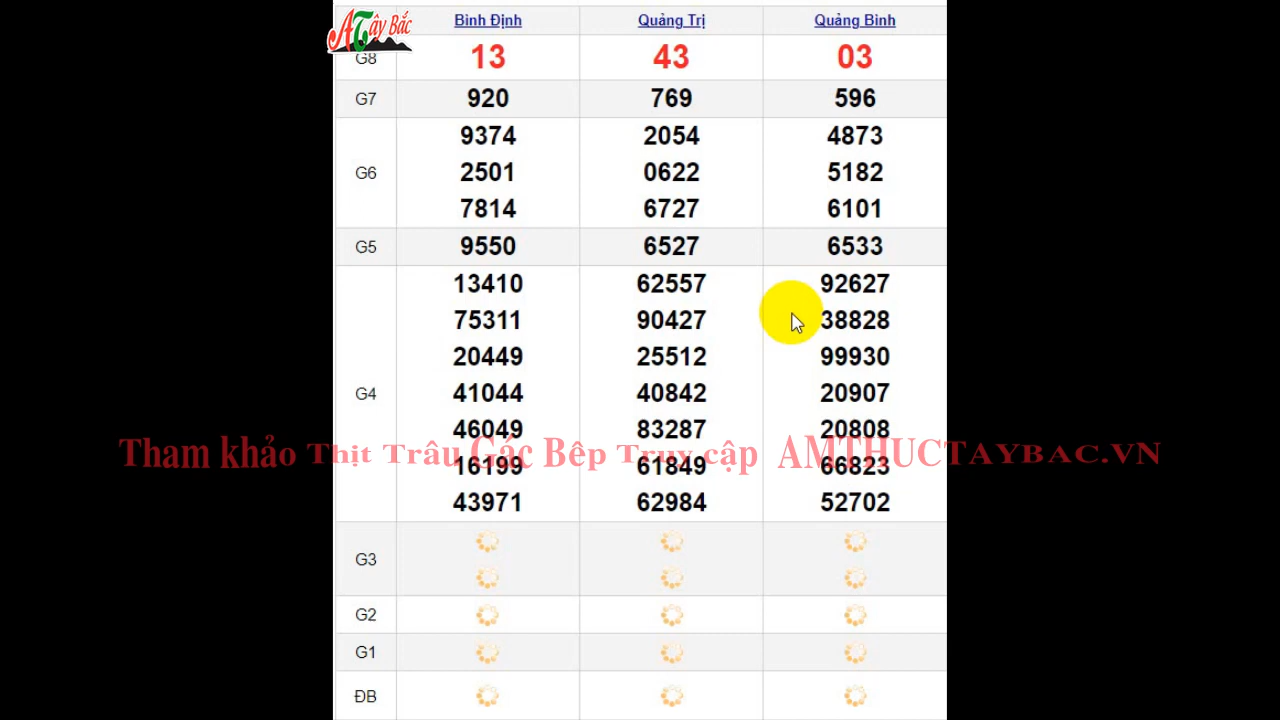 ATây Bắc
Bình Định Quảng Trị Quảng Bình
G8 13 43 03
G7 920 769 596
9374 2054 4873
G6 2501 0622 5182
7814 6727 6101
G5 9550 6527 6533
13410 62557 92627
75311 90427 38828
20449 25512 99930
G4 41044 40842 20907
46049 83287 20808
Tham khảo Thịt Trâu Gác Bếp Truy cập AMTHUCTAYBAC.VN
16199 61849 66823
43971 62984 52702
G3
G2
G1
ĐB